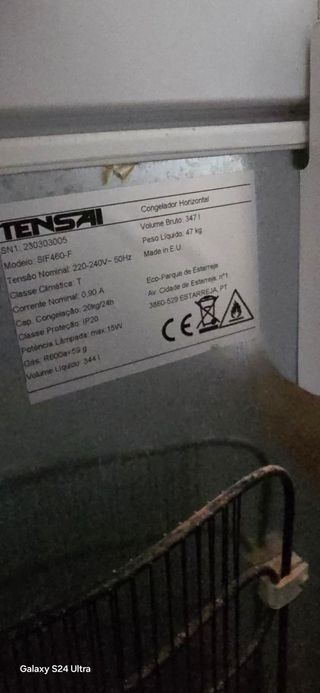 TENSAI
SN1: 230303005
Modelo: SIF460-F
Tensão Nominal: 220-240V~ 50Hz
Classe Climática: T
Corrente Nominal: 0,90 A
Cap. Congelação: 20kg/24h
Classe Proteção: IP20
Potência Lâmpada: max.15W
Gás: R600a=59 g
Volume Líquido: 344 l
Congelador Horizontal
Volume Bruto: 347 l
Peso Líquido: 47 kg
Made in E.U.
Eco-Parque de Estarreja
Av. Cidade de Estarreja, nº1
3860-529 ESTARREJA, PT
CE
Galaxy S24 Ultra